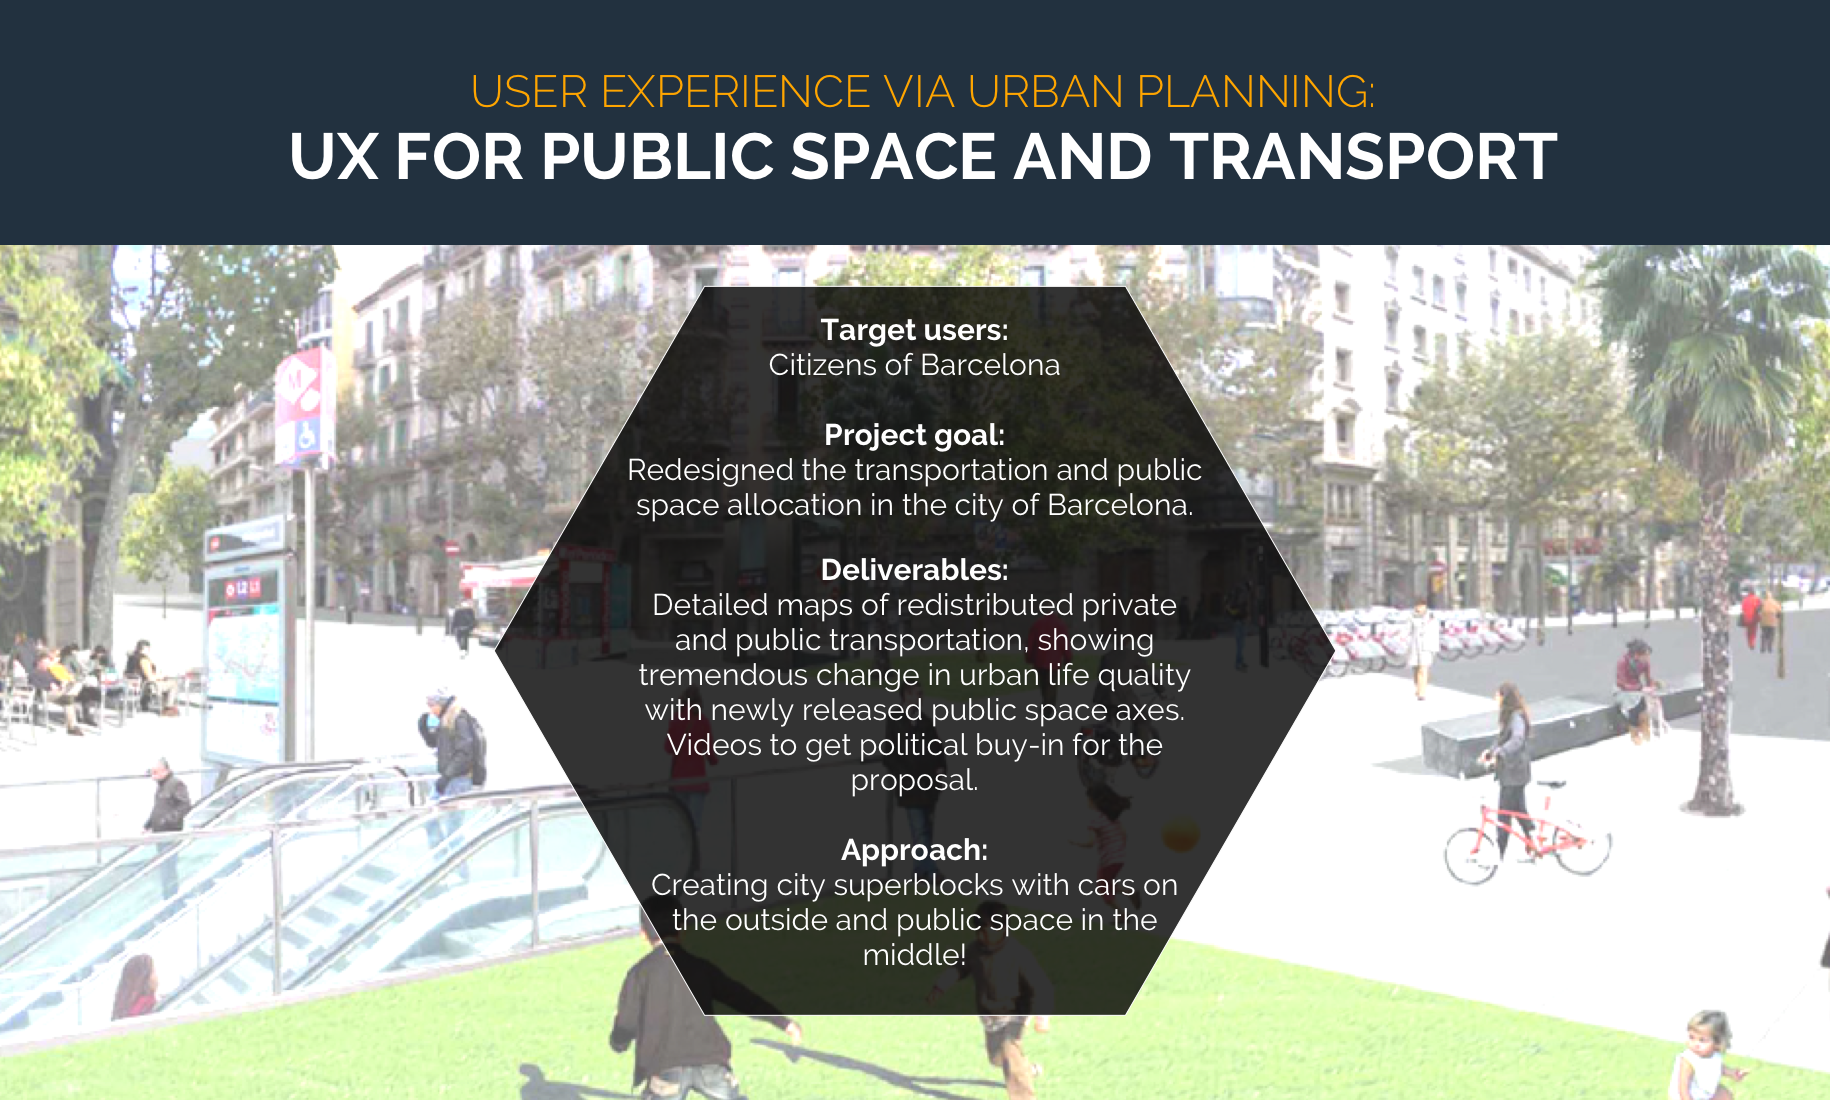 USER EXPERIENCE VIA URBAN PLANNING:
UX FOR PUBLIC SPACE AND TRANSPORT
Target users:
Citizens of Barcelona
Project goal:
Redesigned the transportation and public
space allocation in the city of Barcelona.
Deliverables:
Detailed maps of redistributed private
and public transportation, showing
tremendous change in urban life quality
with newly released public space axes.
Videos to get political buy-in for the
proposal.
Approach:
Creating city superblocks with cars on
the outside and public space in the
middle!
M
L2 L1